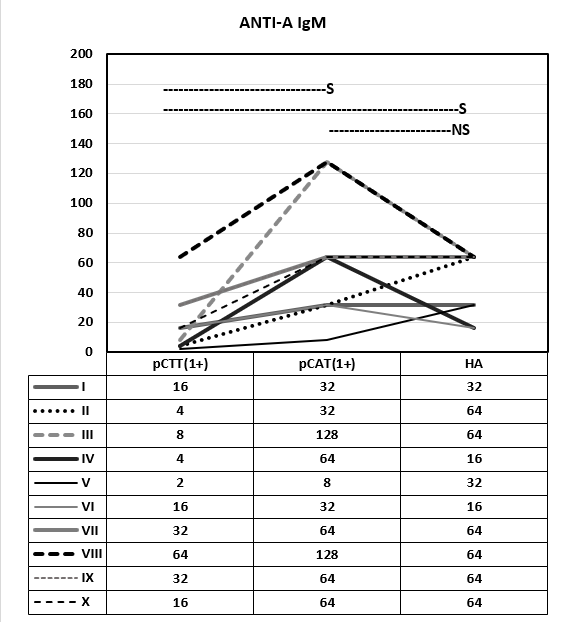 ANTI-A IgM
200
180
S
160
S
140
NS
120
100
80
60
40
20
0
pCTT(1+) pCAT(1+) HA
I 16 32 32
II 4 32 64
III 8 128 64
IV 4 64 16
V 2 8 32
VI 16 32 16
VII 32 64 64
VIII 64 128 64
IX 32 64 64
X 16 64 64